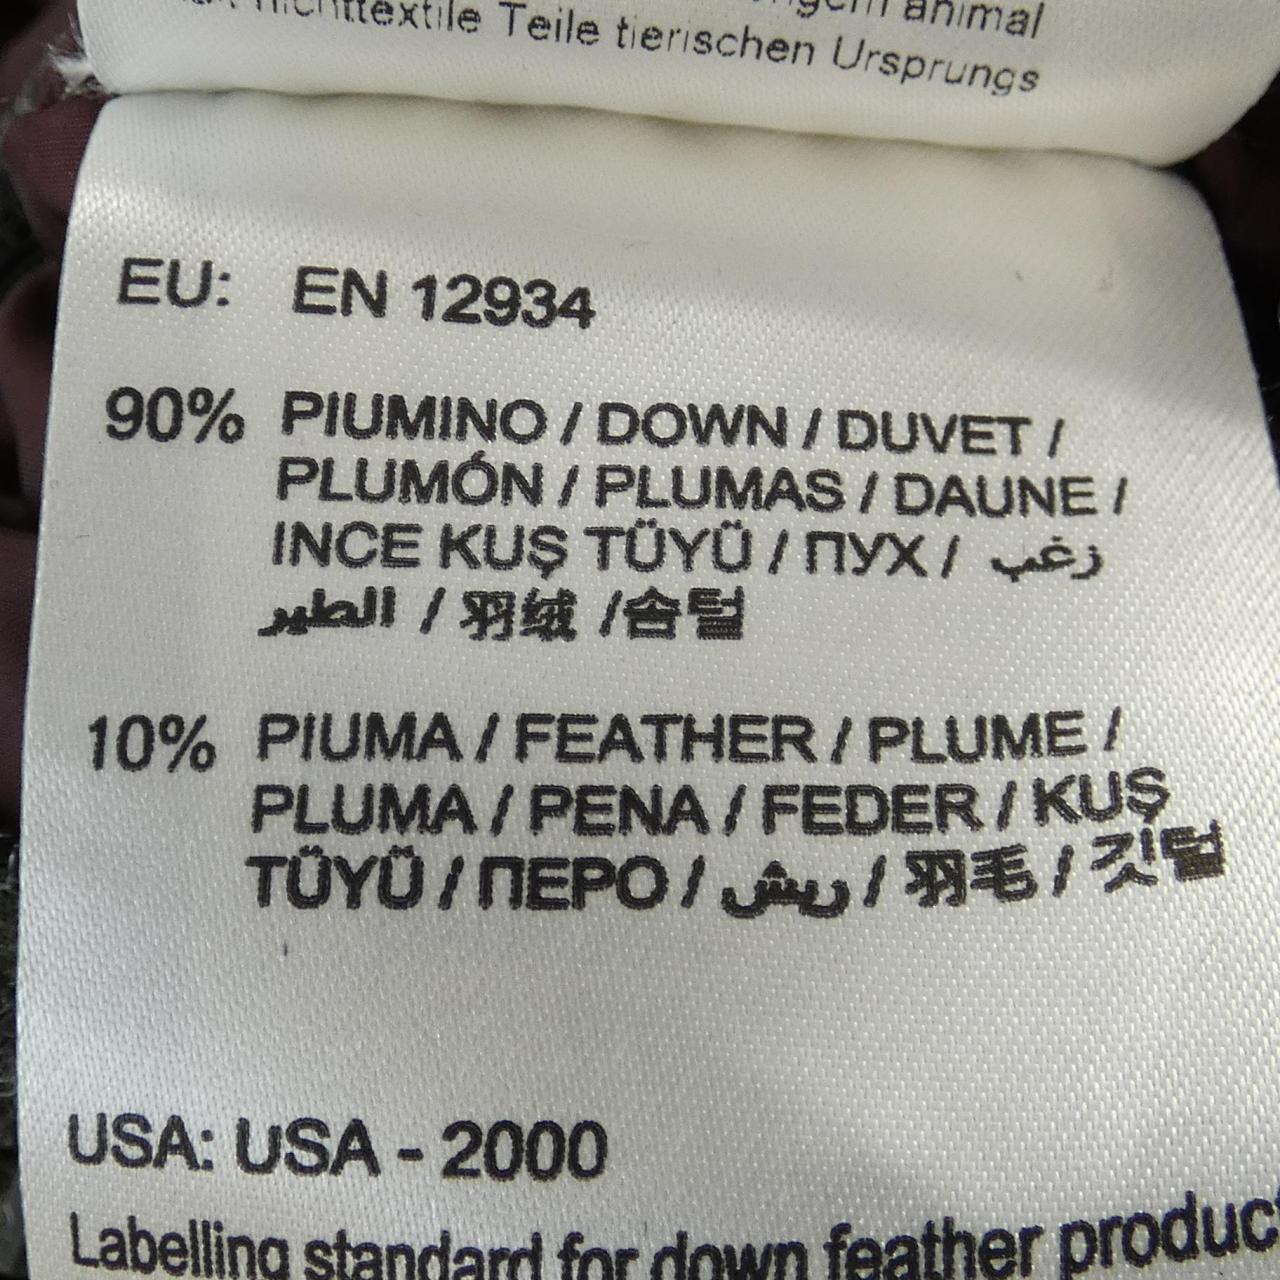 animal
nichttextile Teile tierischen Ursprungs
EU: EN 12934
90% PIUMINO / DOWN / DUVET /
PLUMÓN / PLUMAS / DAUNE /
INCE KUŞ TÜYÜ / ПУХ / زغب
الطير / 羽绒 /솜털
10% PIUMA / FEATHER / PLUME /
PLUMA / PENA / FEDER / KUŞ
TÜYÜ / ПЕРО / ريش / 羽毛 / 깃털
USA: USA - 2000
Labelling standard for down feather